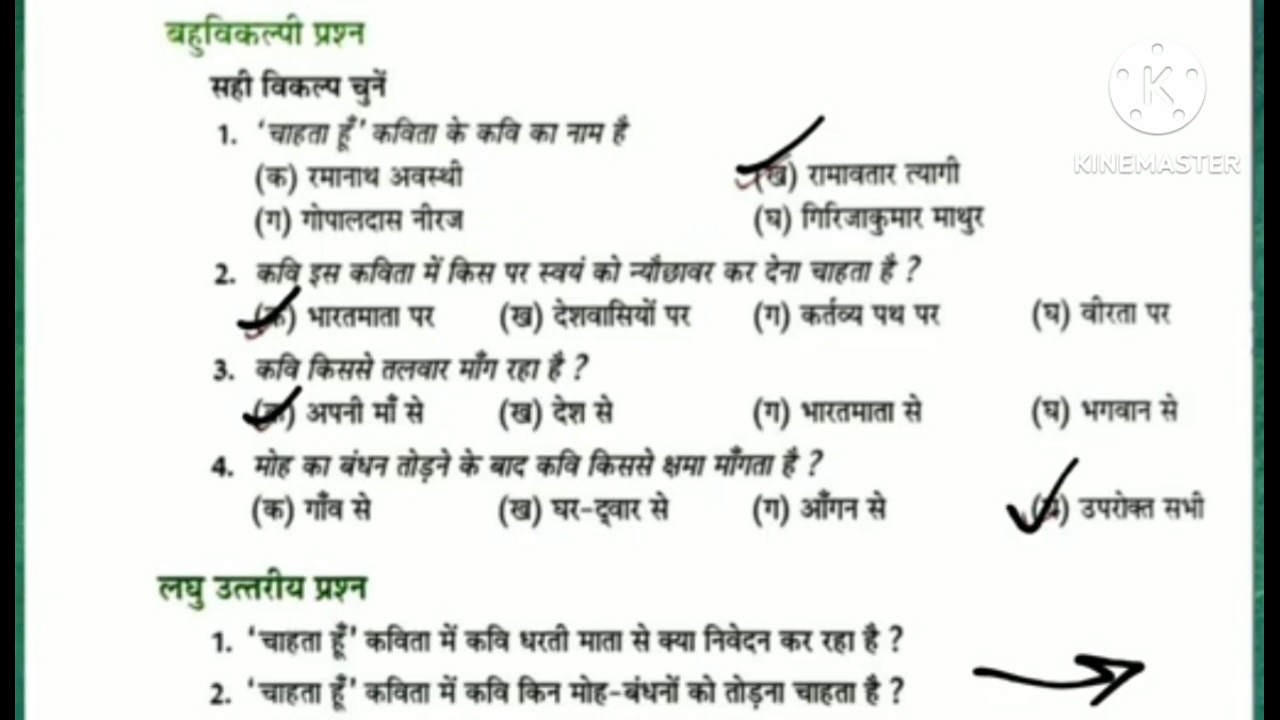 बहुविकल्पी प्रश्न
K
KINEMASTER
सही विकल्प चुनें
1. 'चाहता हूँ' कविता के कवि का नाम है
(क) रमानाथ अवस्थी (ख) रामावतार त्यागी
(ग) गोपालदास नीरज (घ) गिरिजाकुमार माथुर
2. कवि इस कविता में किस पर स्वयं को न्यौछावर कर देना चाहता है ?
(क) भारतमाता पर (ख) देशवासियों पर (ग) कर्तव्य पथ पर (घ) वीरता पर
3. कवि किससे तलवार माँग रहा है ?
(क) अपनी माँ से (ख) देश से (ग) भारतमाता से (घ) भगवान से
4. मोह का बंधन तोड़ने के बाद कवि किससे क्षमा माँगता है ?
(क) गाँव से (ख) घर-द्वार से (ग) आँगन से (घ) उपरोक्त सभी
लघु उत्तरीय प्रश्न
1. 'चाहता हूँ' कविता में कवि धरती माता से क्या निवेदन कर रहा है ?
2. 'चाहता हूँ' कविता में कवि किन मोह-बंधनों को तोड़ना चाहता है ?